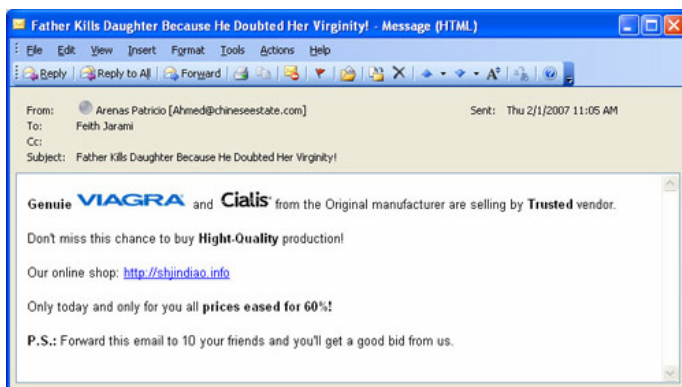 Father Kills Daughter Because He Doubted Her Virginity! - Message (HTML)
File Edit View Insert Format Tools Actions Help
Reply Reply to All Forward
From: Arenas Patricio [Ahmed@chineseestate.com] Sent: Thu 2/1/2007 11:05 AM
To: Feith Jarami
Cc:
Subject: Father Kills Daughter Because He Doubted Her Virginity!
Genuie VIAGRA and Cialis from the Original manufacturer are selling by Trusted vendor.
Don't miss this chance to buy Hight-Quality production!
Our online shop: http://shjindiao.info
Only today and only for you all prices eased for 60%!
P.S.: Forward this email to 10 your friends and you'll get a good bid from us.